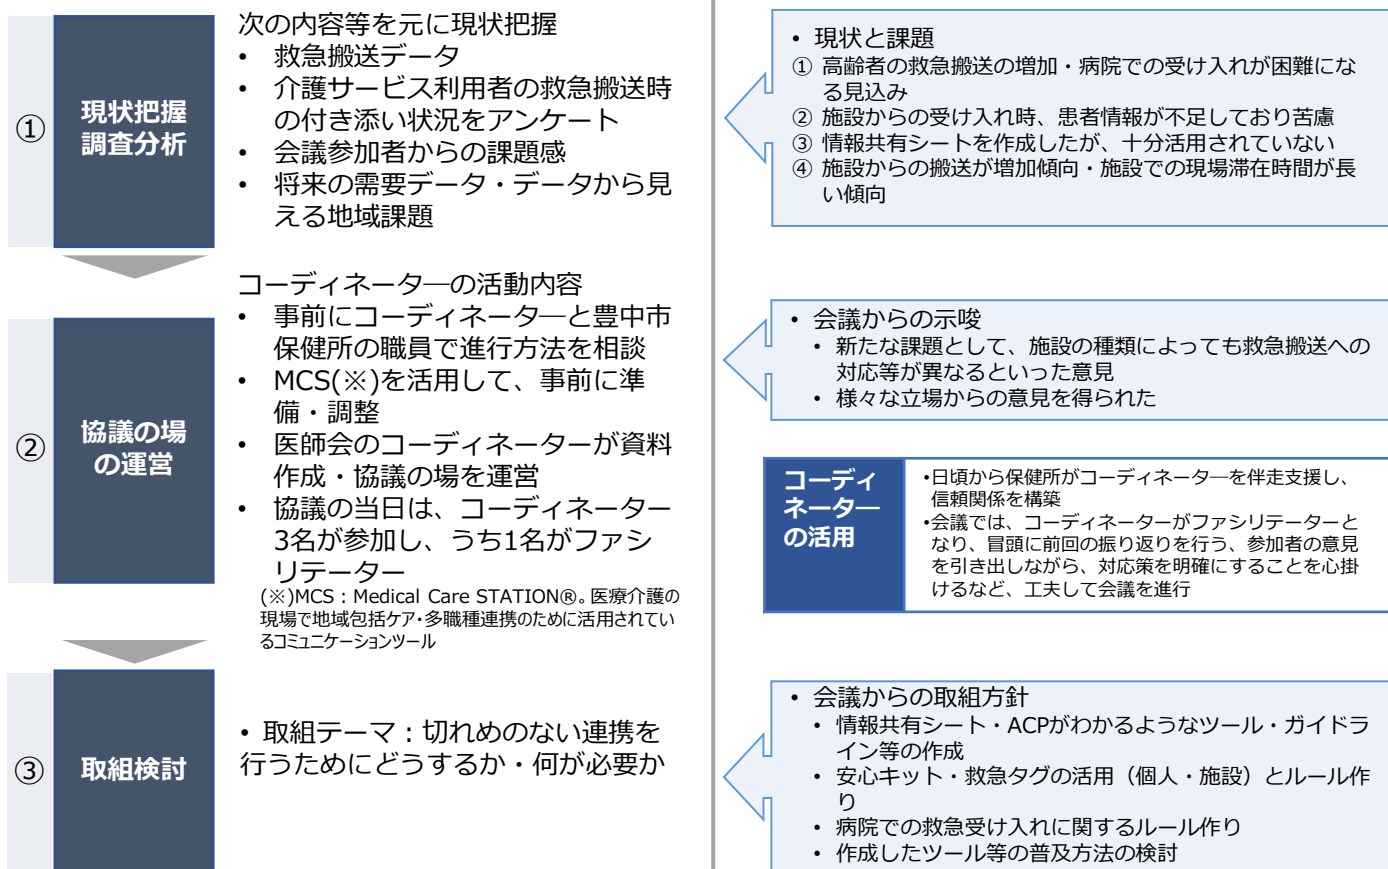 ①
現状把握
調査分析
次の内容等を元に現状把握
• 救急搬送データ
• 介護サービス利用者の救急搬送時
の付き添い状況をアンケート
• 会議参加者からの課題感
• 将来の需要データ・データから見
える地域課題
• 現状と課題
① 高齢者の救急搬送の増加・病院での受け入れが困難にな
る見込み
② 施設からの受け入れ時、患者情報が不足しており苦慮
③ 情報共有シートを作成したが、十分活用されていない
④ 施設からの搬送が増加傾向・施設での現場滞在時間が長
い傾向
②
協議の場
の運営
コーディネータ―の活動内容
• 事前にコーディネータ―と豊中市
保健所の職員で進行方法を相談
• MCS(※)を活用して、事前に準
備・調整
• 医師会のコーディネーターが資料
作成・協議の場を運営
• 協議の当日は、コーディネーター
3名が参加し、うち1名がファシ
リテーター
(※)MCS：Medical Care STATION®。医療介護の
現場で地域包括ケア・多職種連携のために活用されてい
るコミュニケーションツール
• 会議からの示唆
• 新たな課題として、施設の種類によっても救急搬送への
対応等が異なるといった意見
• 様々な立場からの意見を得られた
コーディ
ネータ―
の活用
•日頃から保健所がコーディネータ―を伴走支援し、
信頼関係を構築
•会議では、コーディネーターがファシリテーターと
なり、冒頭に前回の振り返りを行う、参加者の意見
を引き出しながら、対応策を明確にすることを心掛
けるなど、工夫して会議を進行
③
取組検討
• 取組テーマ：切れめのない連携を
行うためにどうするか・何が必要か
• 会議からの取組方針
• 情報共有シート・ACPがわかるようなツール・ガイドラ
イン等の作成
• 安心キット・救急タグの活用（個人・施設）とルール作
り
• 病院での救急受け入れに関するルール作り
• 作成したツール等の普及方法の検討